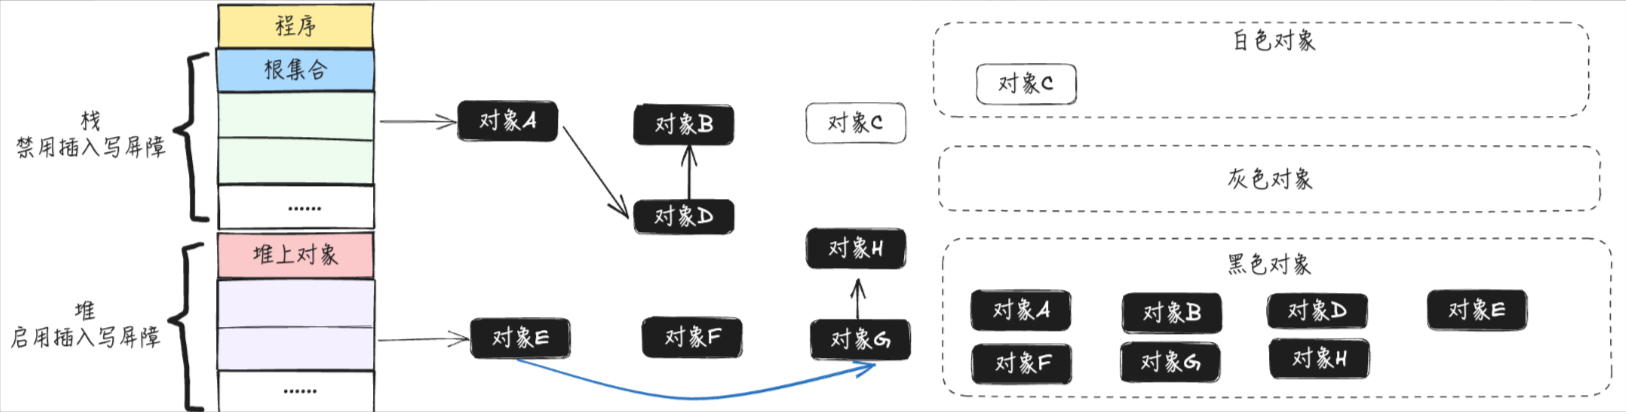 程序
根集合
栈
禁用插入写屏障
......
堆上对象
堆
启用插入写屏障
......
对象A
对象B
对象C
对象D
对象H
对象E
对象F
对象G
白色对象
对象C
灰色对象
黑色对象
对象A 对象B 对象D 对象E
对象F 对象G 对象H